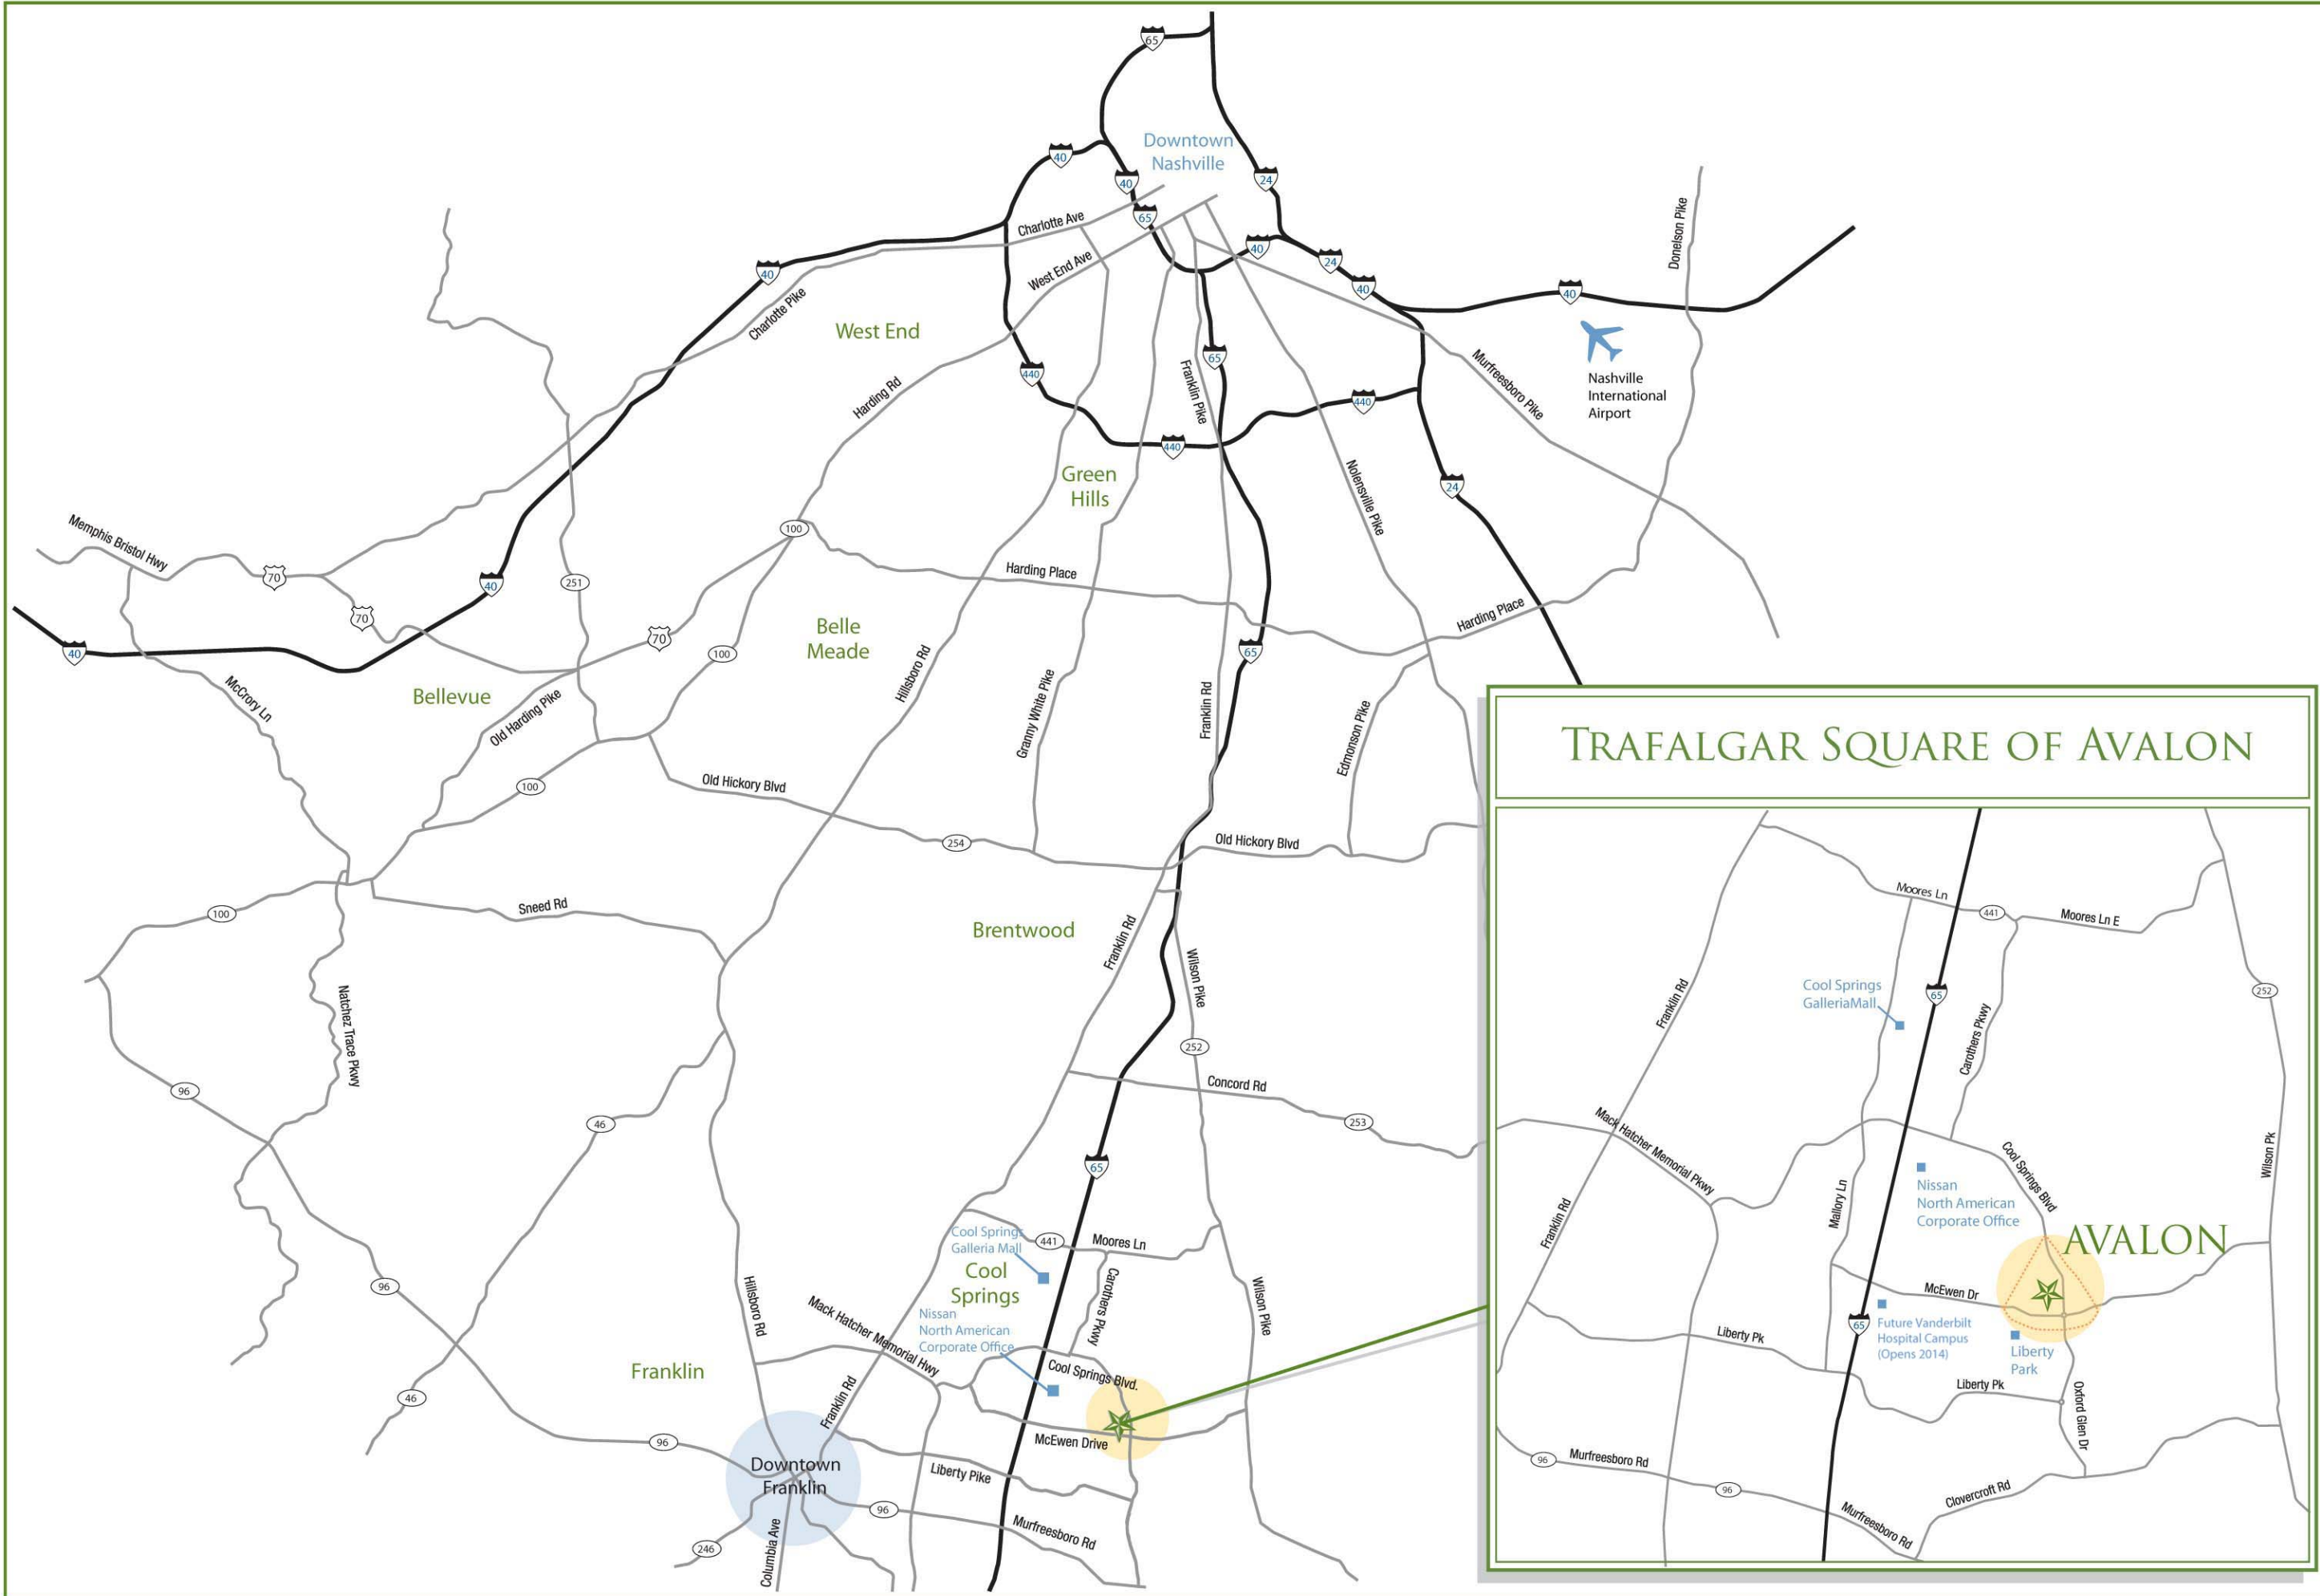 65
Downtown
Nashville
40
40
24
65
Charlotte Ave
Donelson Pike
40
24
West End Ave
40
40
40
Charlotte Pike
West End
65
Nashville
International
Airport
440
Franklin Pike
Murfreesboro Pike
Harding Rd
440
440
Green
Hills
24
Nolensville Pike
100
Memphis Bristol Hwy
70
40
251
Harding Place
70
Harding Place
Belle
Meade
70
100
40
65
Hillsboro Rd
McCrory Ln
Bellevue
Old Harding Pike
Granny White Pike
Franklin Rd
Edmonson Pike
100
Old Hickory Blvd
254
Old Hickory Blvd
100
Sneed Rd
Brentwood
Franklin Rd
Wilson Pike
Natchez Trace Pkwy
252
96
Concord Rd
46
253
65
Cool Springs
Galleria Mall
441
Moores Ln
Cool
Springs
96
Hillsboro Rd
Mack Hatcher Memorial Hwy
Carothers Pkwy
Wilson Pike
Nissan
North American
Corporate Office
Franklin
Cool Springs Blvd.
46
Franklin Rd
96
McEwen Drive
Downtown
Franklin
Liberty Pike
96
Murfreesboro Rd
246
Columbia Ave
TRAFALGAR SQUARE OF AVALON
Moores Ln
441
Moores Ln E
Cool Springs
GalleriaMall
65
252
Franklin Rd
Carothers Pkwy
Mack Hatcher Memorial Pkwy
Cool Springs Blvd
Wilson Pk
Nissan
North American
Corporate Office
Mallory Ln
Franklin Rd
AVALON
McEwen Dr
65
Future Vanderbilt
Hospital Campus
(Opens 2014)
Liberty Pk
Liberty
Park
Liberty Pk
Oxford Glen Dr
96
Murfreesboro Rd
96
Clovercroft Rd
Murfreesboro Rd